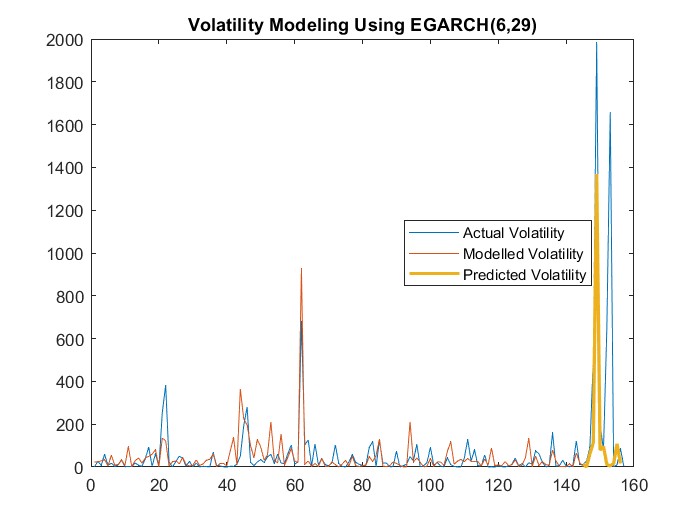 Volatility Modeling Using EGARCH(6,29)
2000
1800
1600
1400
1200
1000
800
600
400
200
0
Actual Volatility
Modelled Volatility
Predicted Volatility
0 20 40 60 80 100 120 140 160